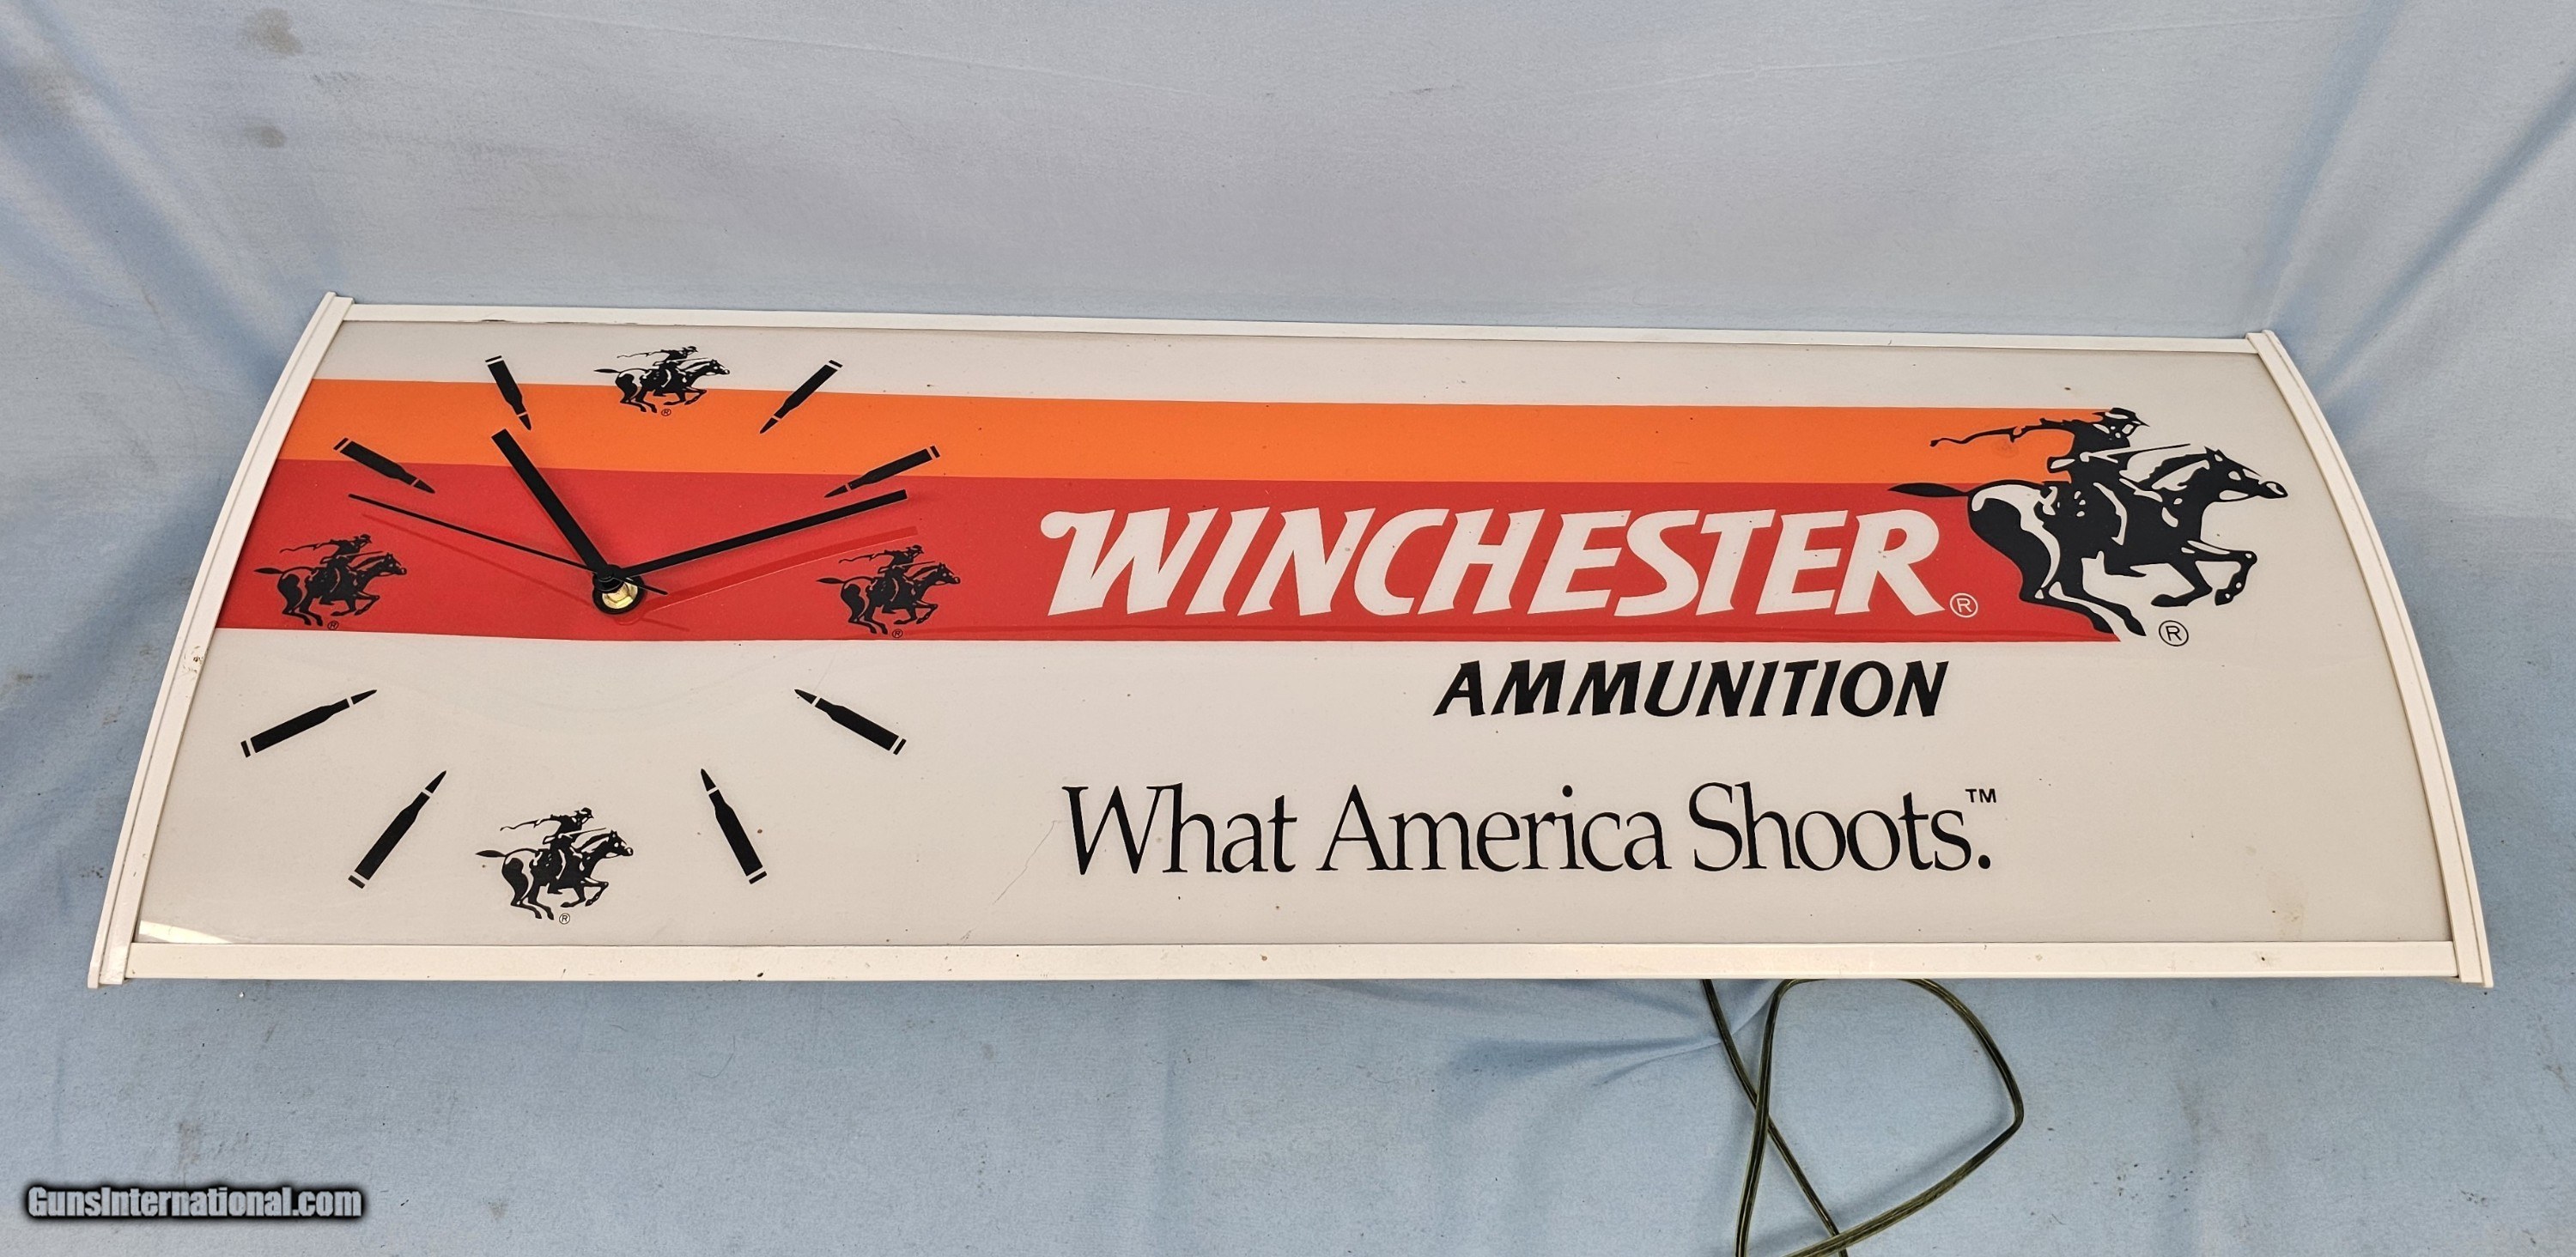 WINCHESTER®
®
AMMUNITION
What America Shoots.™
®
®
®
®
GunsInternational.com